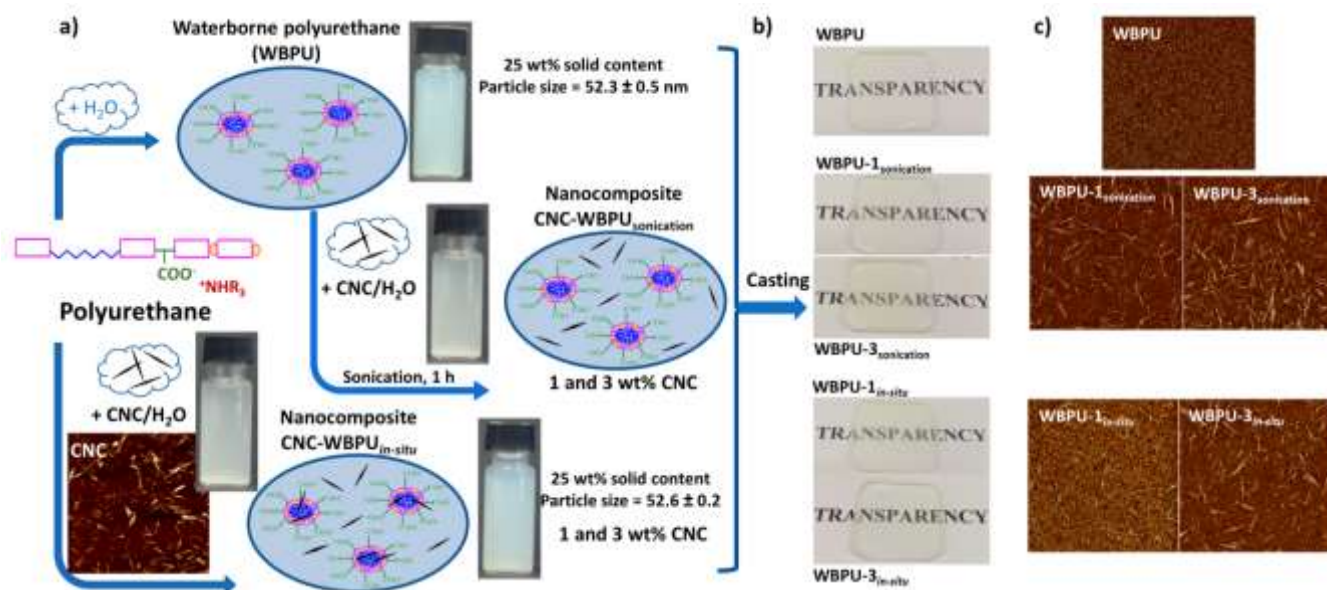 a)
Waterborne polyurethane
(WBPU)
25 wt% solid content
Particle size = 52.3 ± 0.5 nm
+ H₂O
COO⁻
⁺NHR₃
Polyurethane
+ CNC/H₂O
Sonication, 1 h
Nanocomposite
CNC-WBPUsonication
1 and 3 wt% CNC
+ CNC/H₂O
CNC
Nanocomposite
CNC-WBPUin-situ
25 wt% solid content
Particle size = 52.6 ± 0.2
1 and 3 wt% CNC
Casting
b)
WBPU
TRANSPARENCY
WBPU-1sonication
TRANSPARENCY
TRANSPARENCY
WBPU-3sonication
WBPU-1in-situ
TRANSPARENCY
TRANSPARENCY
WBPU-3in-situ
c)
WBPU
WBPU-1sonication
WBPU-3sonication
WBPU-1in-situ
WBPU-3in-situ